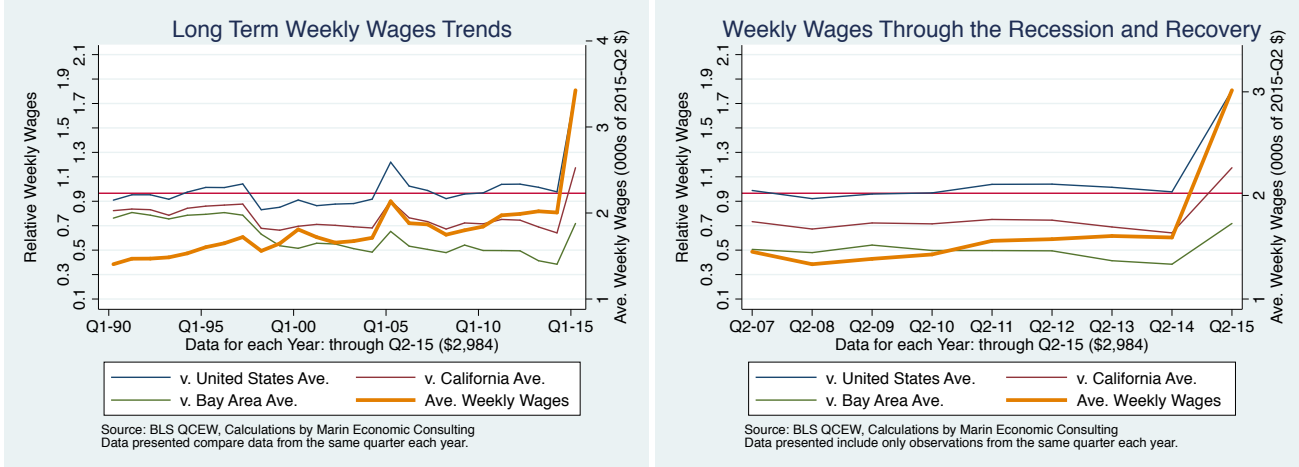 Long Term Weekly Wages Trends
Relative Weekly Wages
2.1
1.9
1.7
1.5
1.3
1.1
0.9
0.7
0.5
0.3
0.1
4
3
2
1
Ave. Weekly Wages (000s of 2015-Q2 $)
Q1-90 Q1-95 Q1-00 Q1-05 Q1-10 Q1-15
Data for each Year: through Q2-15 ($2,984)
v. United States Ave. v. California Ave.
v. Bay Area Ave. Ave. Weekly Wages
Source: BLS QCEW, Calculations by Marin Economic Consulting
Data presented compare data from the same quarter each year.
Weekly Wages Through the Recession and Recovery
Relative Weekly Wages
2.1
1.9
1.7
1.5
1.3
1.1
0.9
0.7
0.5
0.3
0.1
3
2
1
Ave. Weekly Wages (000s of 2015-Q2 $)
Q2-07 Q2-08 Q2-09 Q2-10 Q2-11 Q2-12 Q2-13 Q2-14 Q2-15
Data for each Year: through Q2-15 ($2,984)
v. United States Ave. v. California Ave.
v. Bay Area Ave. Ave. Weekly Wages
Source: BLS QCEW, Calculations by Marin Economic Consulting
Data presented include only observations from the same quarter each year.